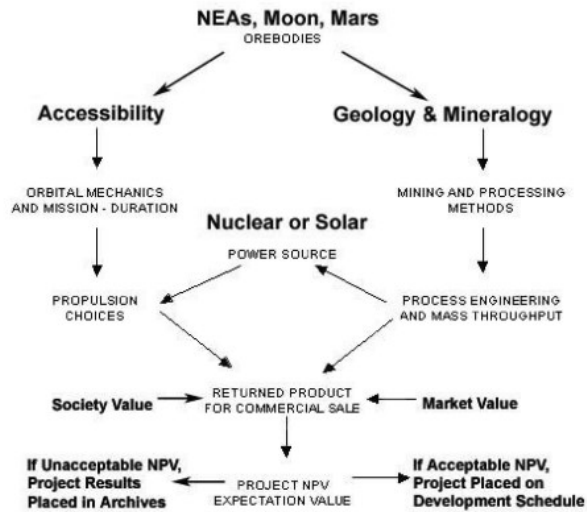 NEAs, Moon, Mars
OREBODIES
Accessibility
Geology & Mineralogy
ORBITAL MECHANICS
AND MISSION - DURATION
MINING AND PROCESSING
METHODS
Nuclear or Solar
POWER SOURCE
PROPULSION
CHOICES
PROCESS ENGINEERING
AND MASS THROUGHPUT
Society Value
RETURNED PRODUCT
FOR COMMERCIAL SALE
Market Value
If Unacceptable NPV,
Project Results
Placed in Archives
PROJECT NPV
EXPECTATION VALUE
If Acceptable NPV,
Project Placed on
Development Schedule